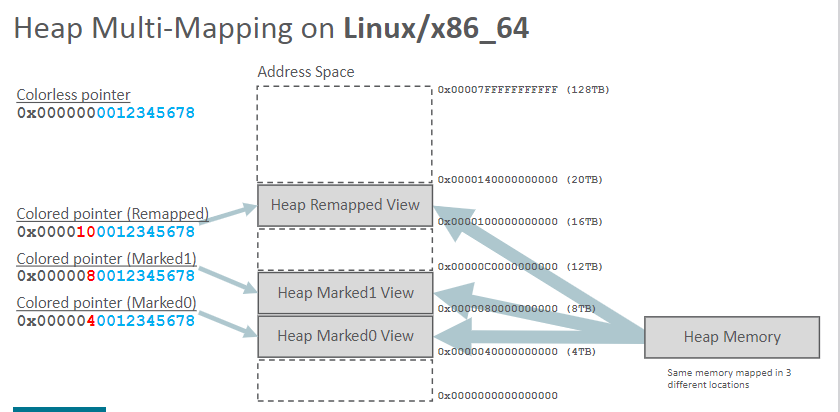 Heap Multi-Mapping on Linux/x86_64
Address Space
0x00007FFFFFFFFFFF (128TB)
Colorless pointer
0x0000000012345678
0x0000140000000000 (20TB)
Heap Remapped View
Colored pointer (Remapped)
0x0000100012345678
0x0000100000000000 (16TB)
Colored pointer (Marked1)
0x0000080012345678
0x00000C0000000000 (12TB)
Heap Marked1 View
Colored pointer (Marked0)
0x0000040012345678
0x0000080000000000 (8TB)
Heap Marked0 View
Heap Memory
0x0000040000000000 (4TB)
Same memory mapped in 3
different locations
0x0000000000000000